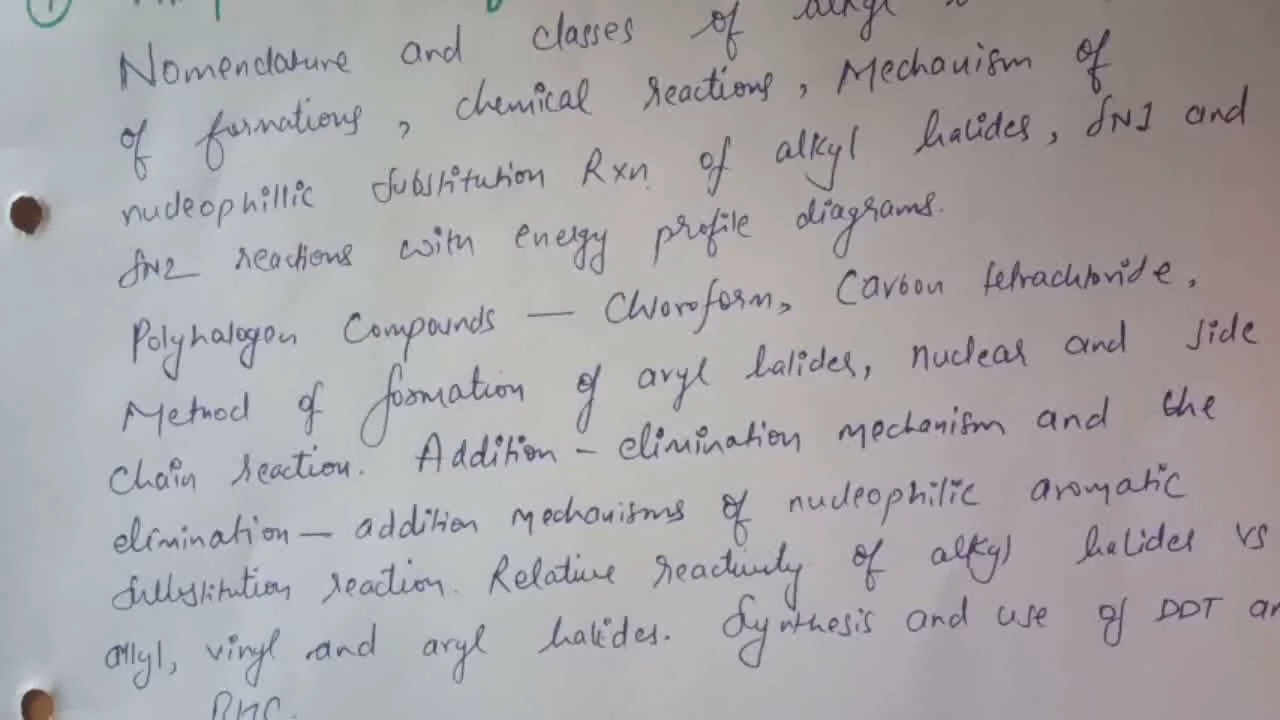 Nomenclature and classes of alkyl
of formations, chemical reactions, Mechanism of
nucleophillic Substitution Rxn of alkyl halides, SN1 and
SN2 reactions with energy profile diagrams.
Polyhalogen Compounds — Chloroform, Carbon tetrachloride,
Method of formation of aryl halides, nuclear and side
chain reaction. Addition - elimination mechanism and the
elimination — addition mechanisms of nucleophilic aromatic
substitution reaction. Relative reactivity of alkyl halides vs
allyl, vinyl and aryl halides. Synthesis and use of DDT an
BHC.